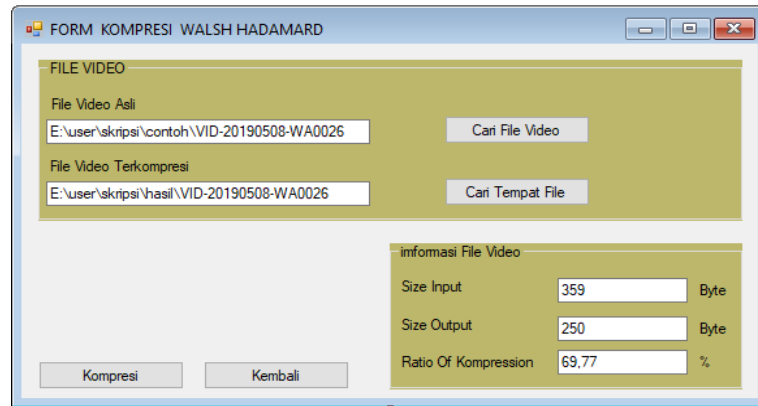 FORM KOMPRESI WALSH HADAMARD
FILE VIDEO
File Video Asli
E:\user\skripsi\contoh\VID-20190508-WA0026 Cari File Video
File Video Terkompresi
E:\user\skripsi\hasil\VID-20190508-WA0026 Cari Tempat File
imformasi File Video
Size Input 359 Byte
Size Output 250 Byte
Ratio Of Kompression 69,77 %
Kompresi Kembali